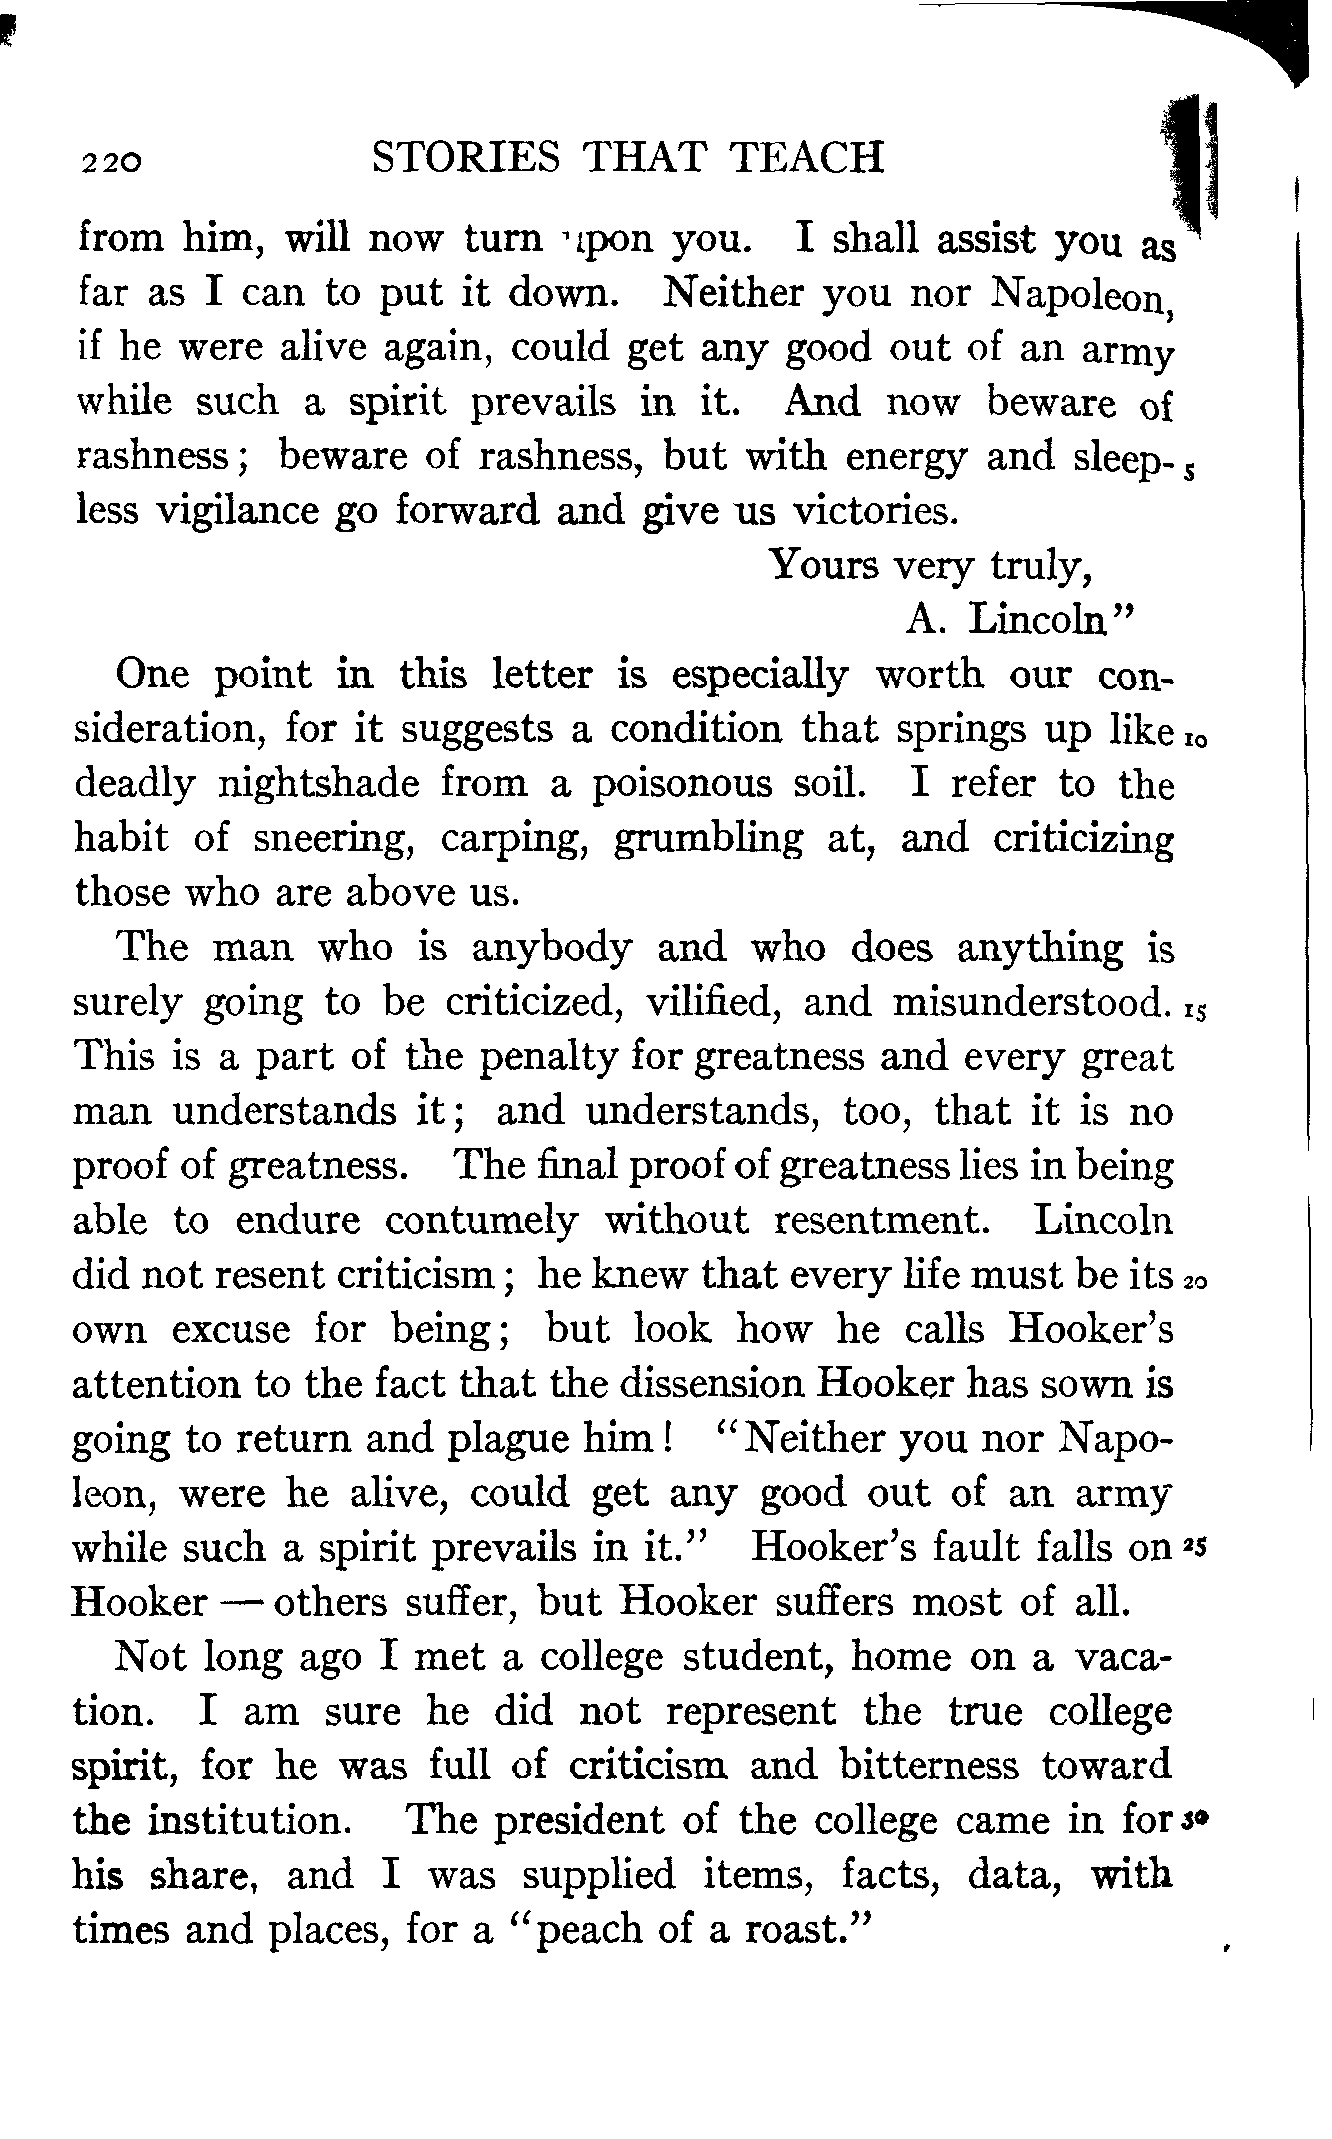 220 STORIES THAT TEACH
from him, will now turn upon you. I shall assist you as
far as I can to put it down. Neither you nor Napoleon,
if he were alive again, could get any good out of an army
while such a spirit prevails in it. And now beware of
rashness; beware of rashness, but with energy and sleep- 5
less vigilance go forward and give us victories.
Yours very truly,
A. Lincoln"
One point in this letter is especially worth our con-
sideration, for it suggests a condition that springs up like 10
deadly nightshade from a poisonous soil. I refer to the
habit of sneering, carping, grumbling at, and criticizing
those who are above us.
The man who is anybody and who does anything is
surely going to be criticized, vilified, and misunderstood. 15
This is a part of the penalty for greatness and every great
man understands it; and understands, too, that it is no
proof of greatness. The final proof of greatness lies in being
able to endure contumely without resentment. Lincoln
did not resent criticism; he knew that every life must be its 20
own excuse for being; but look how he calls Hooker's
attention to the fact that the dissension Hooker has sown is
going to return and plague him! "Neither you nor Napo-
leon, were he alive, could get any good out of an army
while such a spirit prevails in it." Hooker's fault falls on 25
Hooker — others suffer, but Hooker suffers most of all.
Not long ago I met a college student, home on a vaca-
tion. I am sure he did not represent the true college
spirit, for he was full of criticism and bitterness toward
the institution. The president of the college came in for 30
his share, and I was supplied items, facts, data, with
times and places, for a "peach of a roast."